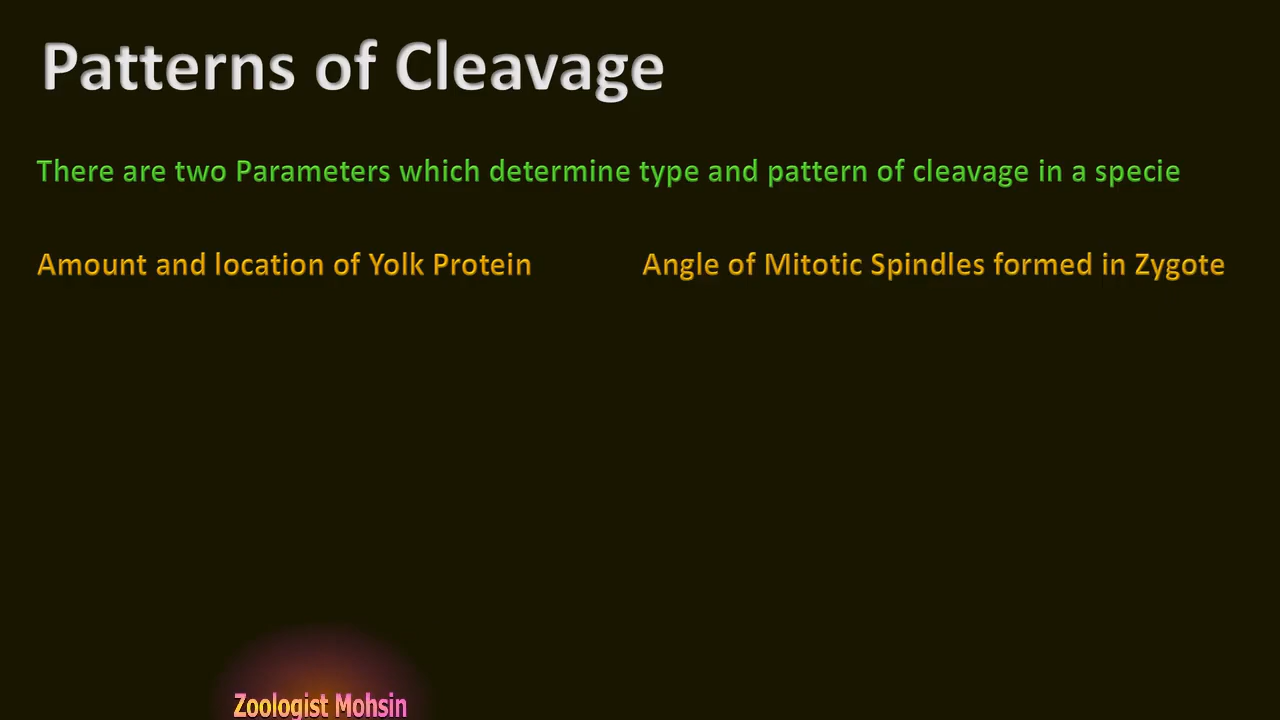 Patterns of Cleavage
There are two Parameters which determine type and pattern of cleavage in a specie
Amount and location of Yolk Protein
Angle of Mitotic Spindles formed in Zygote
Zoologist Mohsin